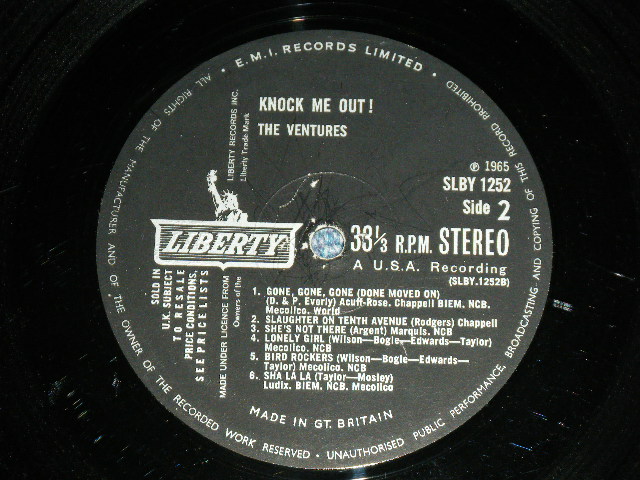 E.M.I. RECORDS LIMITED
ALL RIGHTS OF THE MANUFACTURER AND OF THE OWNER OF THE RECORDED WORK RESERVED · UNAUTHORISED PUBLIC PERFORMANCE, BROADCASTING AND COPYING OF THIS RECORD PROHIBITED
KNOCK ME OUT!
THE VENTURES
LIBERTY RECORDS INC.
Liberty Trade Mark
℗ 1965
SLBY 1252
Side 2
LIBERTY
33⅓ R.P.M. STEREO
A U.S.A. Recording
(SLBY.1252B)
SOLD IN
U.K. SUBJECT
TO RESALE
PRICE CONDITIONS,
SEE PRICE LISTS
MADE UNDER LICENCE FROM
Owners of the
1. GONE, GONE, GONE (DONE MOVED ON)
(D. & P. Everly) Acuff-Rose. Chappell BIEM. NCB.
Mecolico. World
2. SLAUGHTER ON TENTH AVENUE (Rodgers) Chappell
3. SHE'S NOT THERE (Argent) Marquis. NCB
4. LONELY GIRL (Wilson—Bogle—Edwards—Taylor)
Mecolico. NCB
5. BIRD ROCKERS (Wilson—Bogle—Edwards—
Taylor) Mecolico. NCB
6. SHA LA LA (Taylor—Mosley)
Ludix. BIEM. NCB. Mecolico
MADE IN GT. BRITAIN